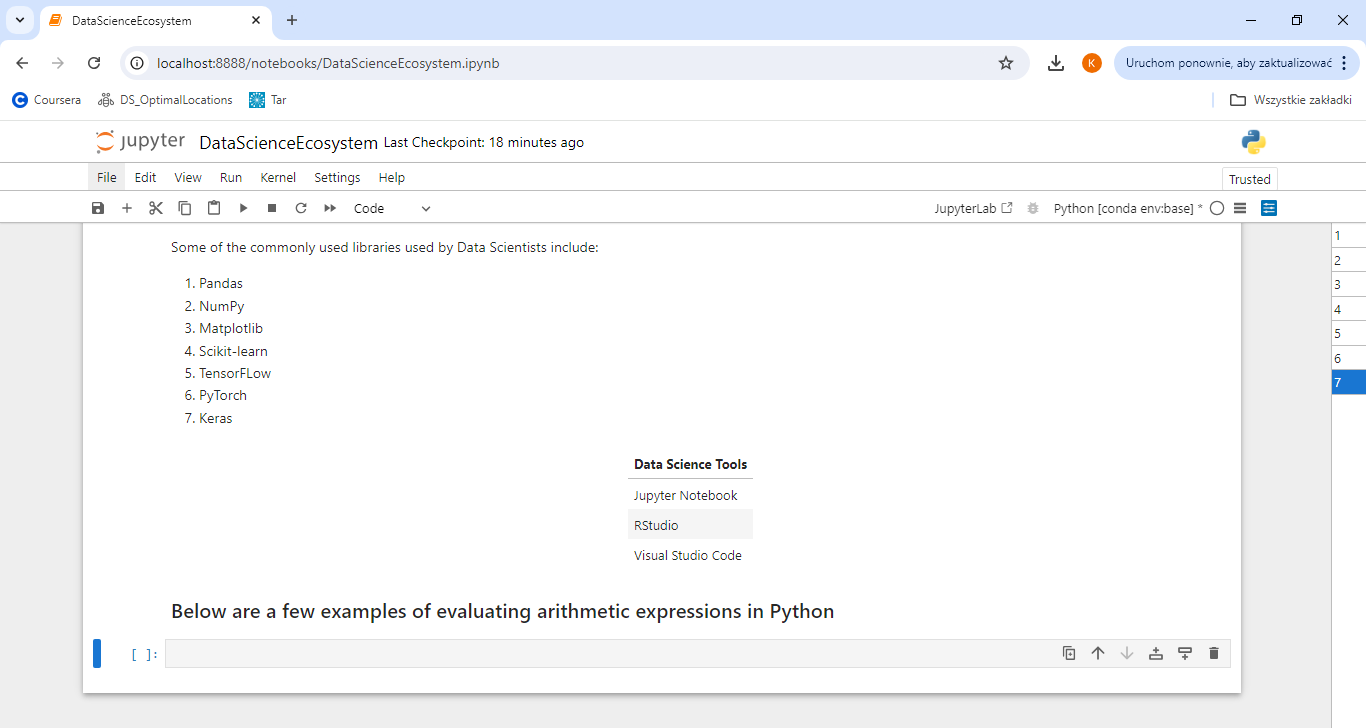 DataScienceEcosystem
localhost:8888/notebooks/DataScienceEcosystem.ipynb
K
Uruchom ponownie, aby zaktualizować
Coursera DS_OptimalLocations Tar Wszystkie zakładki
jupyter DataScienceEcosystem Last Checkpoint: 18 minutes ago
File Edit View Run Kernel Settings Help Trusted
Code JupyterLab Python [conda env:base] *
Some of the commonly used libraries used by Data Scientists include:
1. Pandas
2. NumPy
3. Matplotlib
4. Scikit-learn
5. TensorFLow
6. PyTorch
7. Keras
Data Science Tools
Jupyter Notebook
RStudio
Visual Studio Code
Below are a few examples of evaluating arithmetic expressions in Python
[ ]:
1
2
3
4
5
6
7